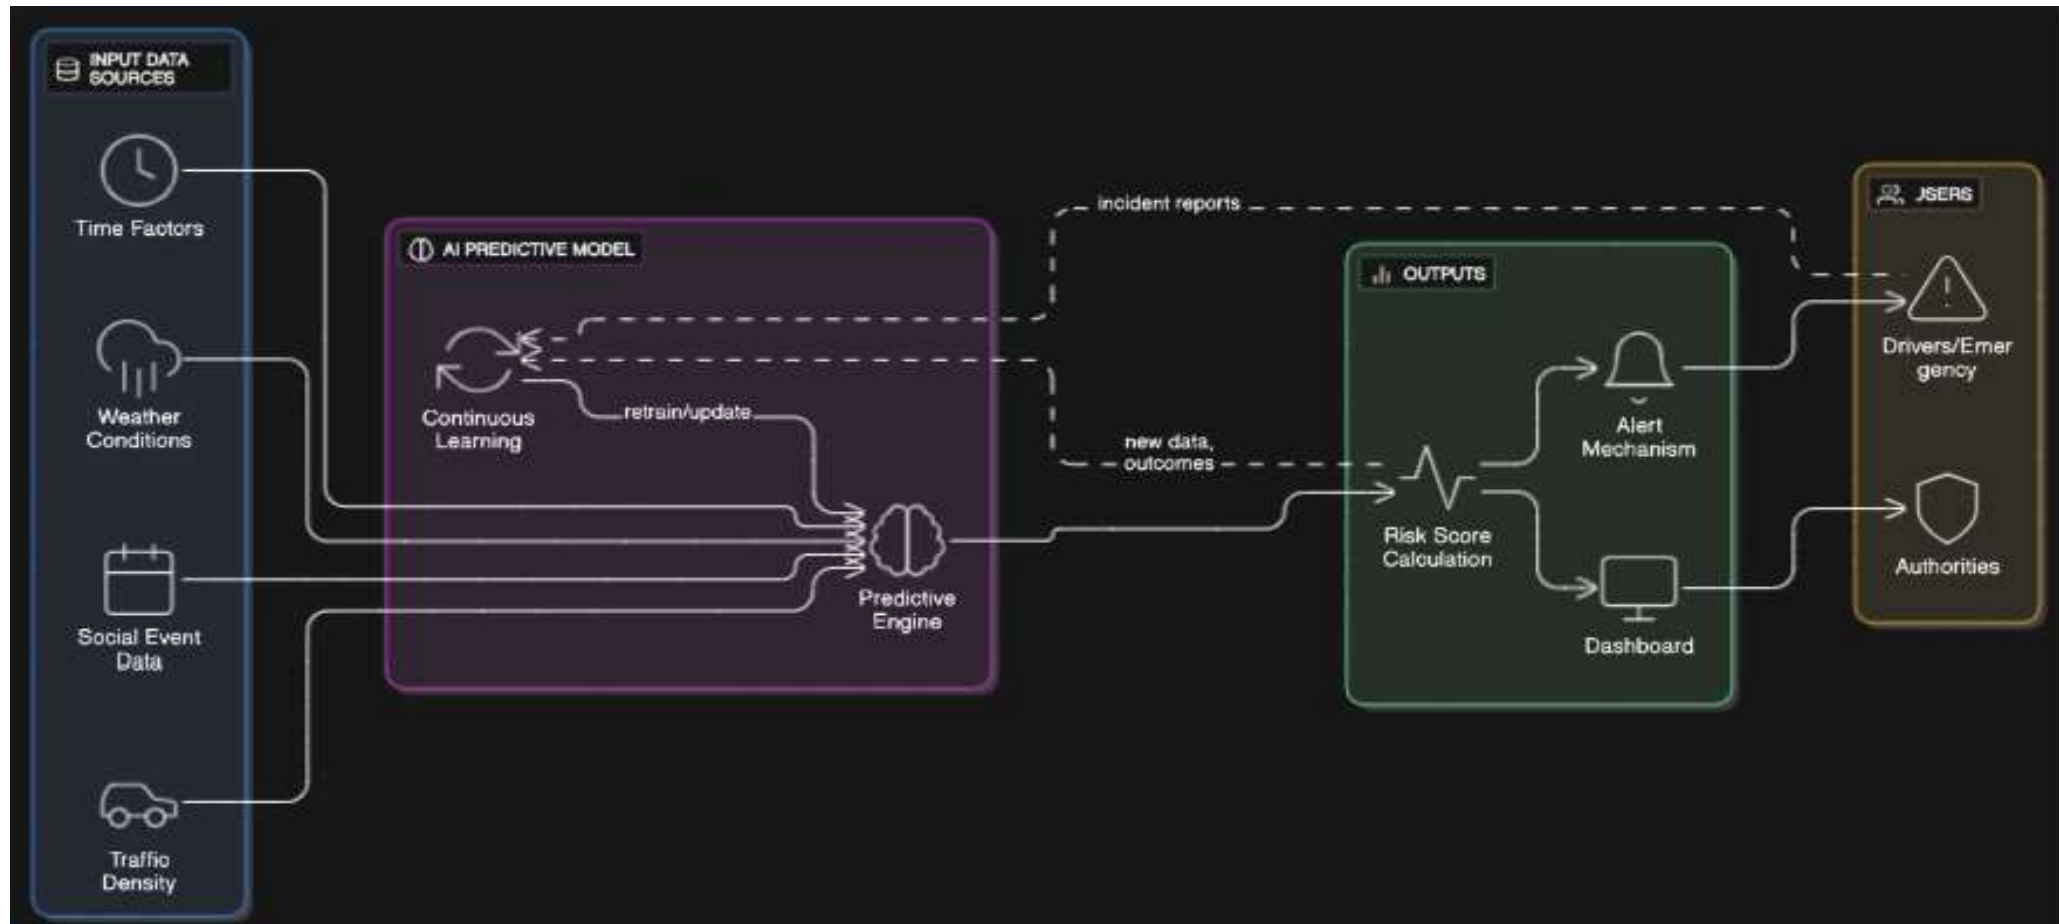 INPUT DATA
SOURCES
Time Factors
Weather
Conditions
Social Event
Data
Traffic
Density
AI PREDICTIVE MODEL
Continuous
Learning
retrain/update
Predictive
Engine
incident reports
new data,
outcomes
OUTPUTS
Risk Score
Calculation
Alert
Mechanism
Dashboard
JSERS
Drivers/Emer
gency
Authorities